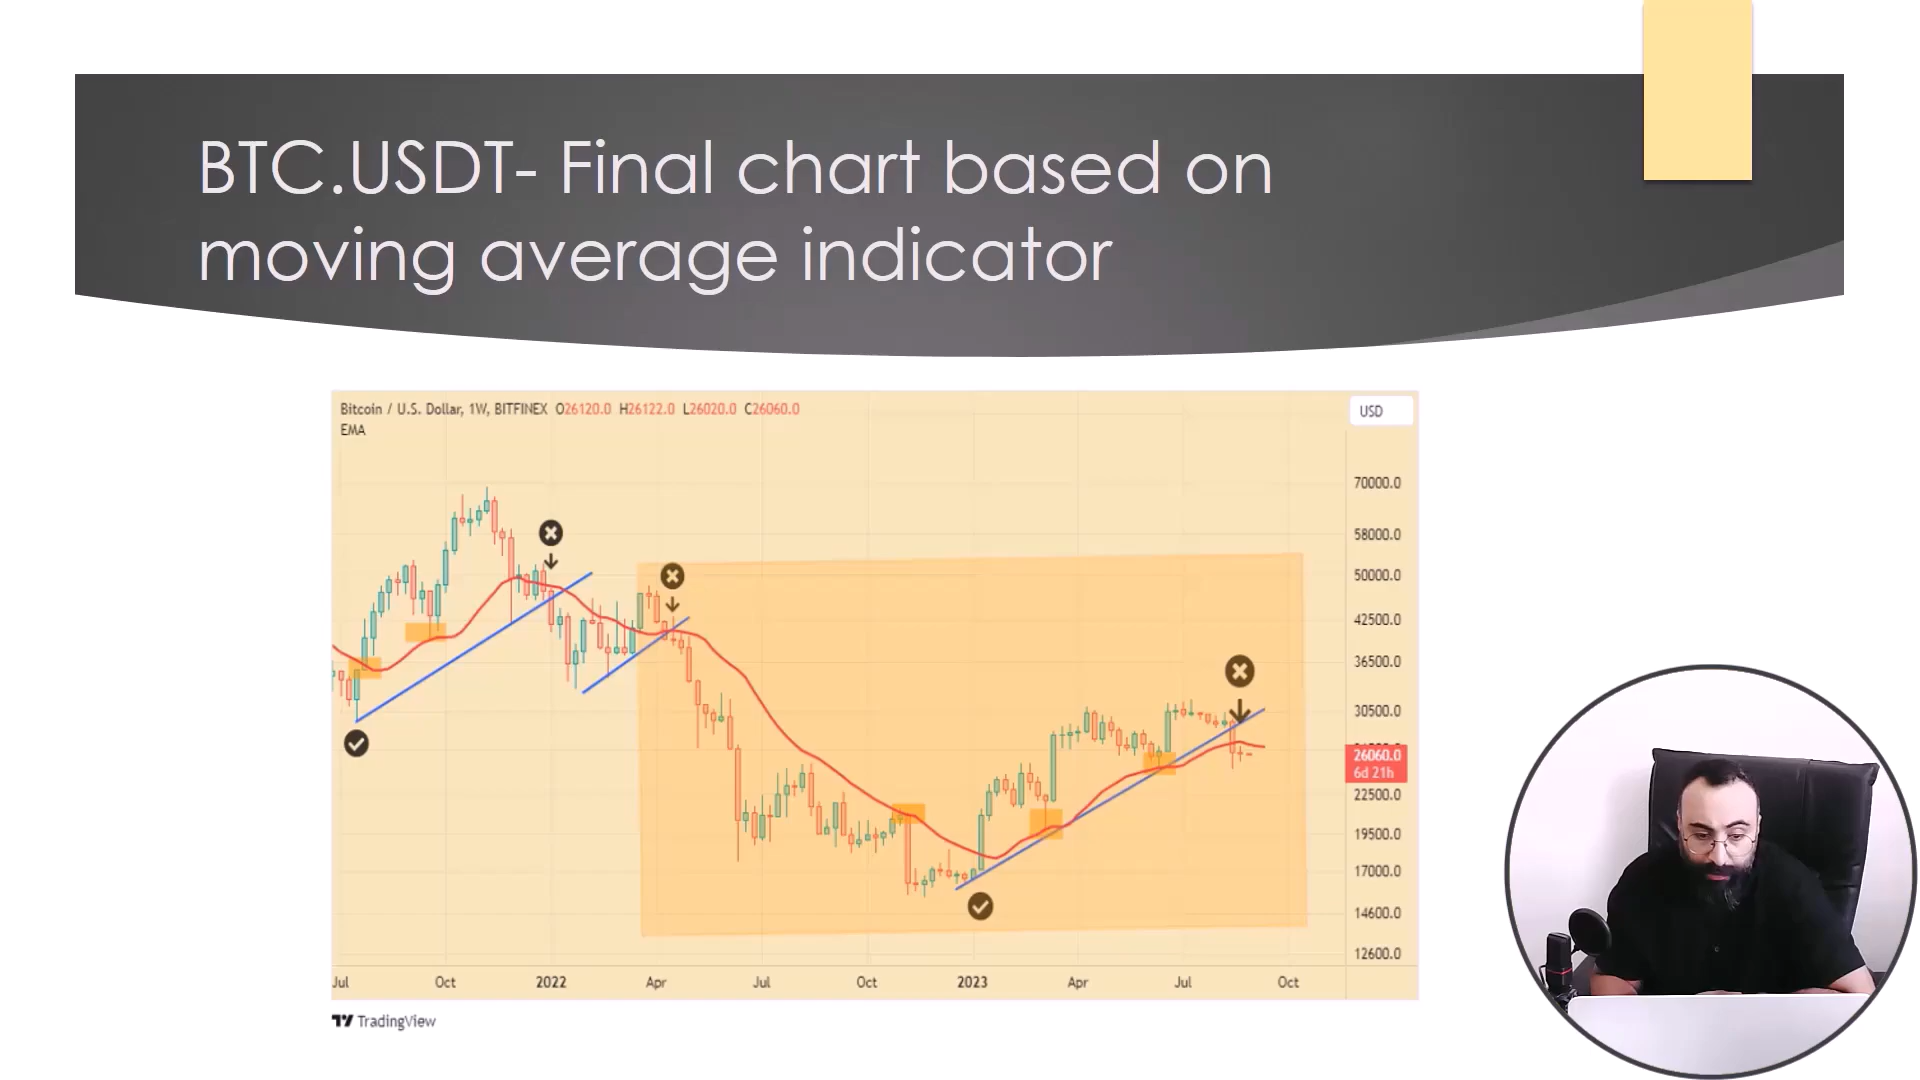 BTC.USDT- Final chart based on
moving average indicator
Bitcoin / U.S. Dollar, 1W, BITFINEX O26120.0 H26122.0 L26020.0 C26060.0
EMA
USD
70000.0
58000.0
50000.0
42500.0
36500.0
30500.0
26060.0
6d 21h
22500.0
19500.0
17000.0
14600.0
12600.0
Jul Oct 2022 Apr Jul Oct 2023 Apr Jul Oct
TradingView